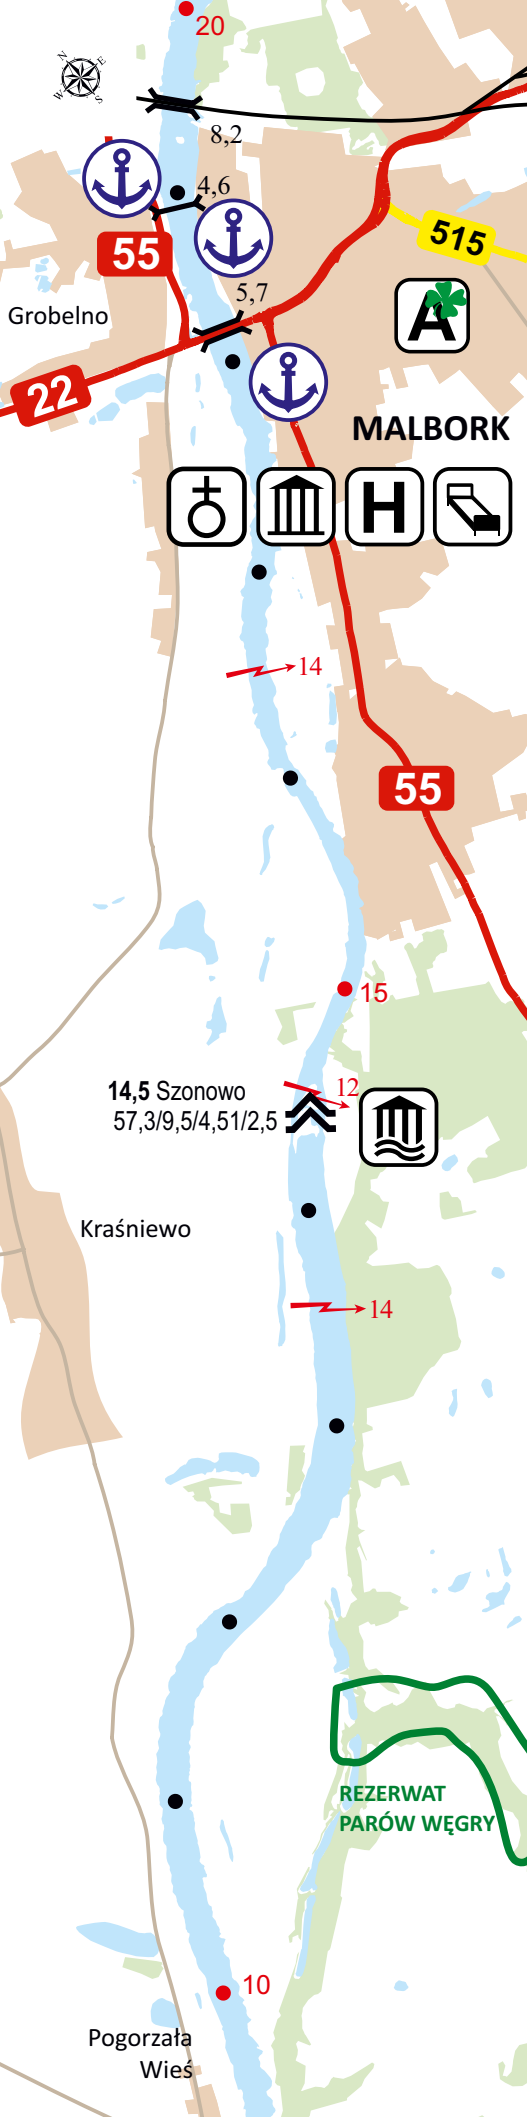 20
N
E
W
S
8,2
4,6
55
5,7
515
Grobelno
A
22
MALBORK
H
14
55
15
12
14,5 Szonowo
57,3/9,5/4,51/2,5
Kraśniewo
14
REZERWAT
PARÓW WĘGRY
10
Pogorzała
Wieś